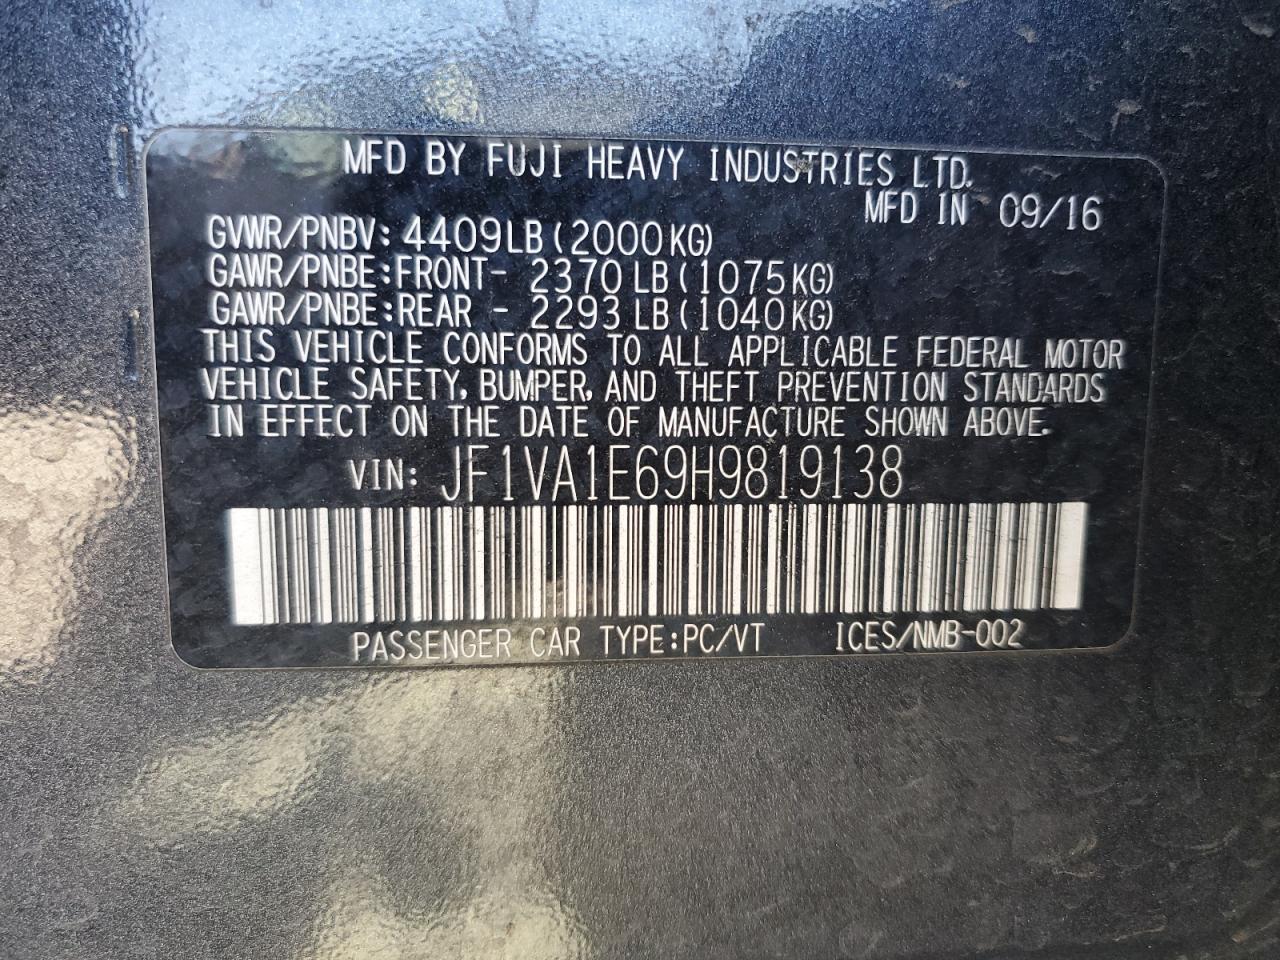 MFD BY FUJI HEAVY INDUSTRIES LTD.
MFD IN 09/16
GVWR/PNBV: 4409LB(2000KG)
GAWR/PNBE:FRONT- 2370LB(1075KG)
GAWR/PNBE:REAR - 2293LB(1040KG)
THIS VEHICLE CONFORMS TO ALL APPLICABLE FEDERAL MOTOR
VEHICLE SAFETY, BUMPER, AND THEFT PREVENTION STANDARDS
IN EFFECT ON THE DATE OF MANUFACTURE SHOWN ABOVE.
VIN: JF1VA1E69H9819138
PASSENGER CAR TYPE:PC/VT ICES/NMB-002